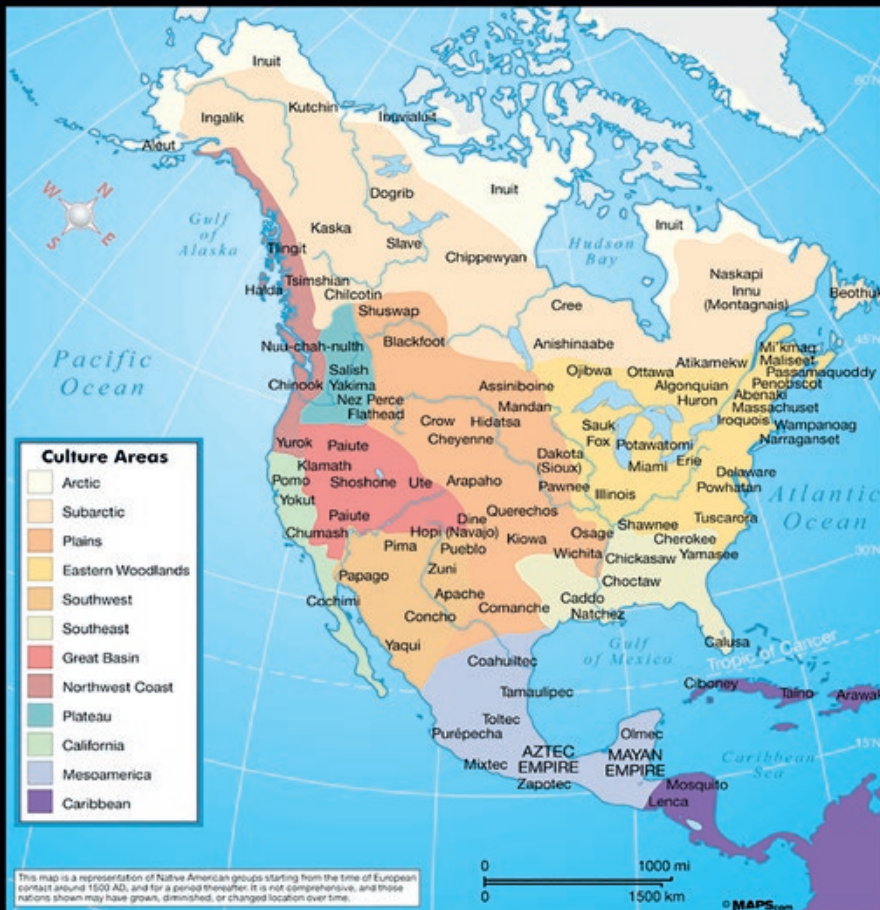 Inuit
Kutchin
Ingalik
Inuvialuit
Aleut
60°N
N
W
E
S
Dogrib
Inuit
Gulf
of
Alaska
Kaska
Inuit
Hudson
Bay
Slave
Tlingit
Chippewyan
Naskapi
Innu
(Montagnais)
Beothuk
Tsimshian
Haida
Chilcotin
Shuswap
Cree
Blackfoot
Anishinaabe
45°N
Nuu-chah-nulth
Pacific
Ocean
Mi'kmaq
Maliseet
Passamaquoddy
Penobscot
Abenaki
Massachuset
Wampanoag
Narraganset
Atikamekw
Ojibwa
Ottawa
Algonquian
Huron
Iroquois
Salish
Yakima
Chinook
Nez Perce
Flathead
Assiniboine
Mandan
Hidatsa
Crow
Cheyenne
Sauk
Fox
Potawatomi
Miami
Erie
Dakota
(Sioux)
Pawnee
Illinois
Delaware
Powhatan
Atlantic
Ocean
Yurok
Paiute
Klamath
Pomo
Shoshone
Ute
Arapaho
Yokut
Paiute
Querechos
Dine
(Navajo)
Hopi
Chumash
Shawnee
Tuscarora
Cherokee
Osage
Kiowa
Wichita
Chickasaw
Yamasee
30°N
Pima
Pueblo
Zuni
Papago
Choctaw
Apache
Comanche
Caddo
Natchez
Cochimi
Concho
Yaqui
Calusa
Gulf
of Mexico
Tropic of Cancer
Coahuiltec
Ciboney
Taino
Arawak
Tamaulipec
Toltec
Purépecha
Olmec
AZTEC
EMPIRE
MAYAN
EMPIRE
Caribbean
Sea
15°N
Mixtec
Zapotec
Mosquito
Lenca
Culture Areas
Arctic
Subarctic
Plains
Eastern Woodlands
Southwest
Southeast
Great Basin
Northwest Coast
Plateau
California
Mesoamerica
Caribbean
This map is a representation of Native American groups starting from the time of European
contact around 1500 AD, and for a period thereafter. It is not comprehensive, and those
nations shown may have grown, diminished, or changed location over time.
0 1000 mi
0 1500 km
© MAPS.com